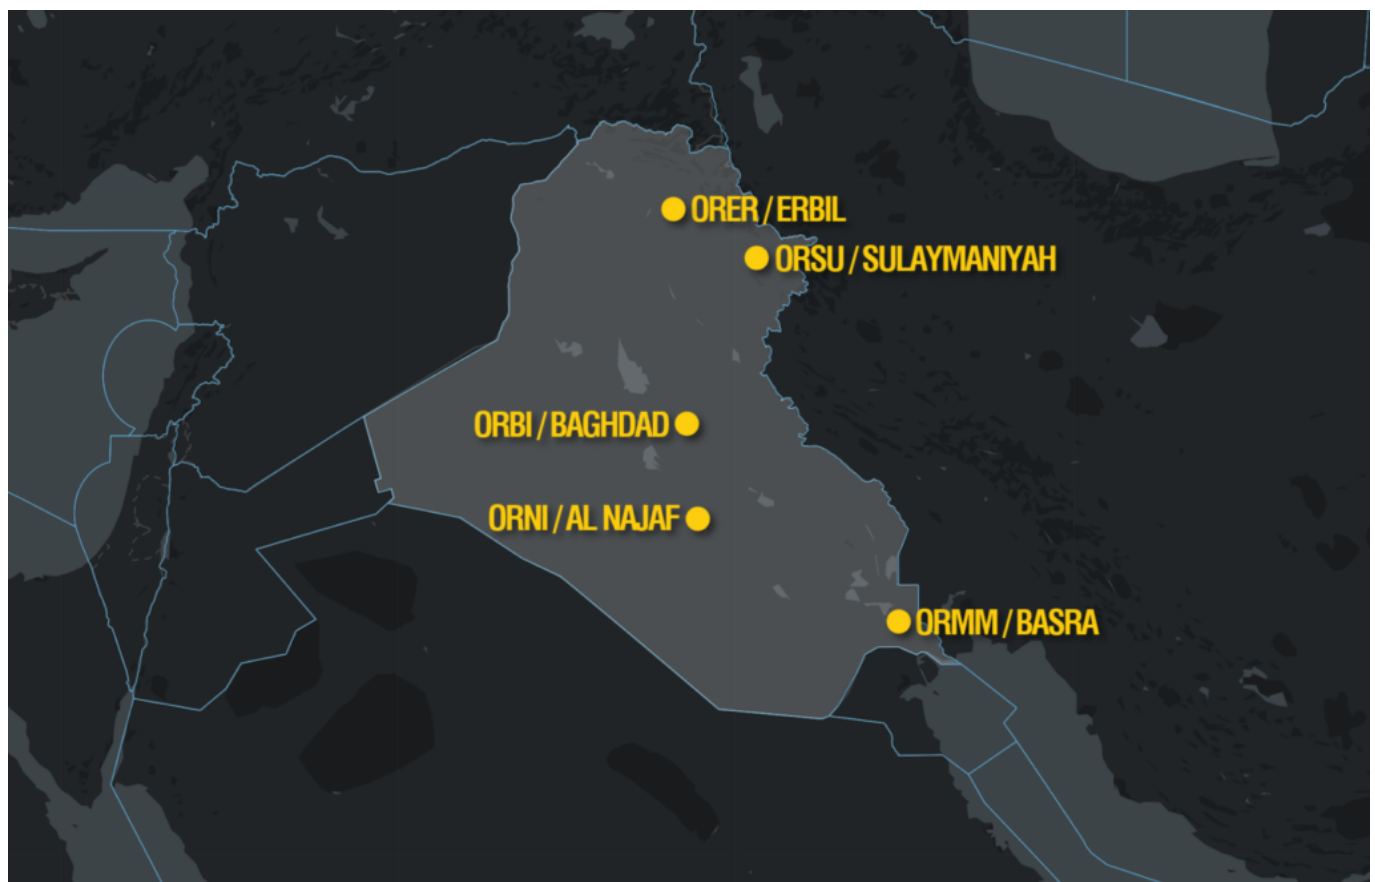 ORER / ERBIL
ORSU / SULAYMANIYAH
ORBI / BAGHDAD
ORNI / AL NAJAF
ORMM / BASRA